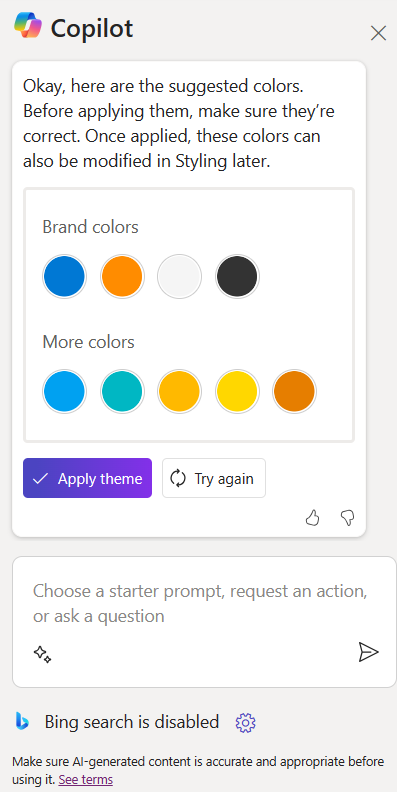 Copilot
Okay, here are the suggested colors.
Before applying them, make sure they’re
correct. Once applied, these colors can
also be modified in Styling later.
Brand colors
More colors
Apply theme
Try again
Choose a starter prompt, request an action,
or ask a question
Bing search is disabled
Make sure AI-generated content is accurate and appropriate before
using it. See terms